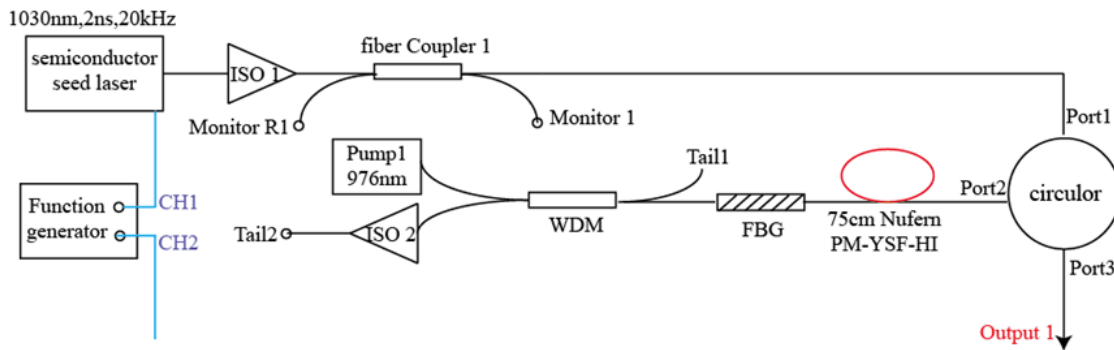 1030nm,2ns,20kHz
semiconductor
seed laser
ISO 1
fiber Coupler 1
Monitor R1
Monitor 1
Port1
Pump1
976nm
Tail1
Port2
circulor
Function
generator
CH1
CH2
Tail2
ISO 2
WDM
FBG
75cm Nufern
PM-YSF-HI
Port3
Output 1